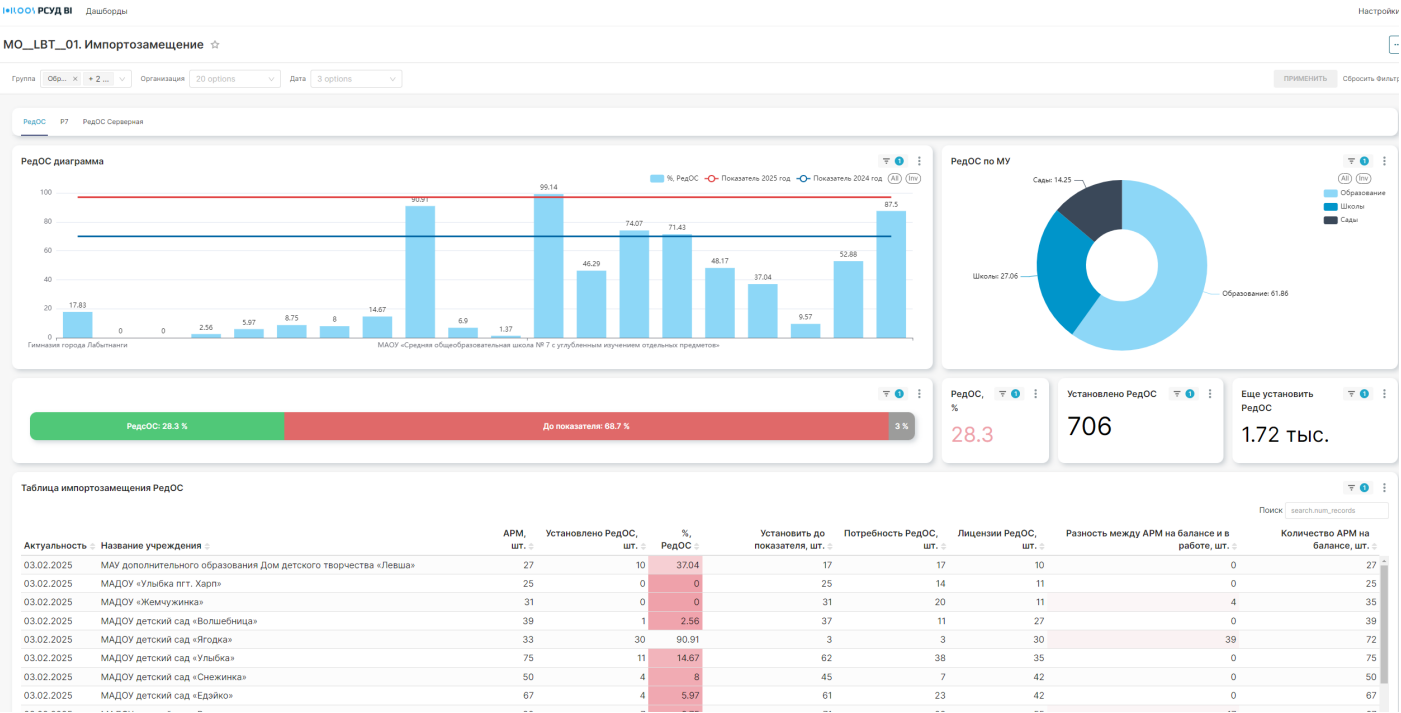 РСУД BI Дашборды Настройки
MO__LBT__01. Импортозамещение
Группа Обр... × + 2 ... Организация 20 options Дата 3 options ПРИМЕНИТЬ Сбросить Фильтр
РедОС Р7 РедОС Серверная
РедОС диаграмма 1
%, РедОС Показатель 2025 год Показатель 2024 год All Inv
100
80
60
40
20
0
17.83 0 0 2.56 5.97 8.75 8 14.67 90.91 6.9 1.37 99.14 46.29 74.07 71.43 48.17 37.04 9.57 52.88 87.5
Гимназия города Лабытнанги МАОУ «Средняя общеобразовательная школа № 7 с углубленным изучением отдельных предметов»
РедОС по МУ 1
All Inv
Образование
Школы
Сады
Сады: 14.25
Школы: 27.06
Образование: 61.86
1
РедсОС: 28.3 % До показателя: 68.7 % 3 %
РедОС, 1
%
28.3
Установлено РедОС 1
706
Еще установить 1
РедОС
1.72 тыс.
Таблица импортозамещения РедОС 1
Поиск search.num_records
Актуальность Название учреждения АРМ, шт. Установлено РедОС, шт. %, РедОС Установить до показателя, шт. Потребность РедОС, шт. Лицензии РедОС, шт. Разность между АРМ на балансе и в работе, шт. Количество АРМ на балансе, шт.
03.02.2025 МАУ дополнительного образования Дом детского творчества «Левша» 27 10 37.04 17 17 10 0 27
03.02.2025 МАДОУ «Улыбка пгт. Харп» 25 0 0 25 14 11 0 25
03.02.2025 МАДОУ «Жемчужинка» 31 0 0 31 20 11 4 35
03.02.2025 МАДОУ детский сад «Волшебница» 39 1 2.56 37 11 27 0 39
03.02.2025 МАДОУ детский сад «Ягодка» 33 30 90.91 3 3 30 39 72
03.02.2025 МАДОУ детский сад «Улыбка» 75 11 14.67 62 38 35 0 75
03.02.2025 МАДОУ детский сад «Снежинка» 50 4 8 45 7 42 0 50
03.02.2025 МАДОУ детский сад «Едэйко» 67 4 5.97 61 23 42 0 67